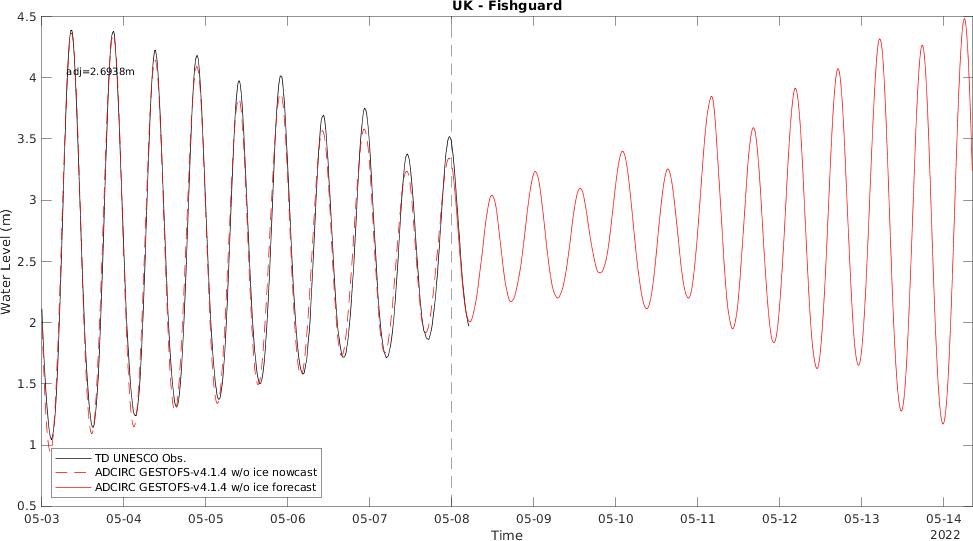 UK - Fishguard
4.5
4
3.5
3
2.5
2
1.5
1
0.5
Water Level (m)
adj=2.6938m
TD UNESCO Obs.
ADCIRC GESTOFS-v4.1.4 w/o ice nowcast
ADCIRC GESTOFS-v4.1.4 w/o ice forecast
05-03 05-04 05-05 05-06 05-07 05-08 05-09 05-10 05-11 05-12 05-13 05-14
Time
2022